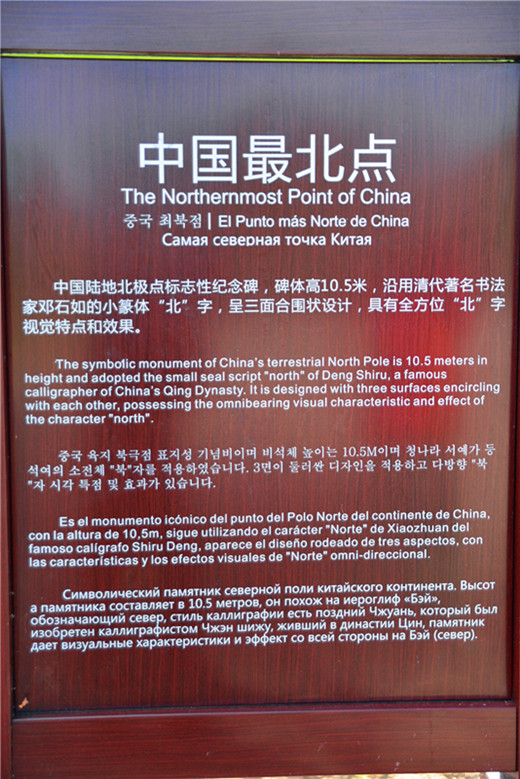 中国最北点
The Northernmost Point of China
중국 최북점 | El Punto más Norte de China
Самая северная точка Китая
中国陆地北极点标志性纪念碑，碑体高10.5米，沿用清代著名书法
家邓石如的小篆体“北”字，呈三面合围状设计，具有全方位“北”字
视觉特点和效果。
The symbolic monument of China's terrestrial North Pole is 10.5 meters in
height and adopted the small seal script "north" of Deng Shiru, a famous
calligrapher of China's Qing Dynasty. It is designed with three surfaces encircling
with each other, possessing the omnibearing visual characteristic and effect of
the character "north".
중국 육지 북극점 표지성 기념비이며 비석체 높이는 10.5M이며 청나라 서예가 등
석여의 소전체 "북"자를 적용하였습니다. 3면이 둘러싼 디자인을 적용하고 다방향 "북
"자 시각 특점 및 효과가 있습니다.
Es el monumento icónico del punto del Polo Norte del continente de China,
con la altura de 10,5m, sigue utilizando el carácter "Norte" de Xiaozhuan del
famoso calígrafo Shiru Deng, aparece el diseño rodeado de tres aspectos, con
las características y los efectos visuales de "Norte" omni-direccional.
Символический памятник северной поли китайского континента. Высот
а памятника составляет в 10.5 метров, он похож на иероглиф «Бэй»,
обозначающий север, стиль каллиграфии есть поздний Чжуань, который был
изобретен каллиграфистом Чжэн шижу, живший в династии Цин, памятник
дает визуальные характеристики и эффект со всей стороны на Бэй (север).